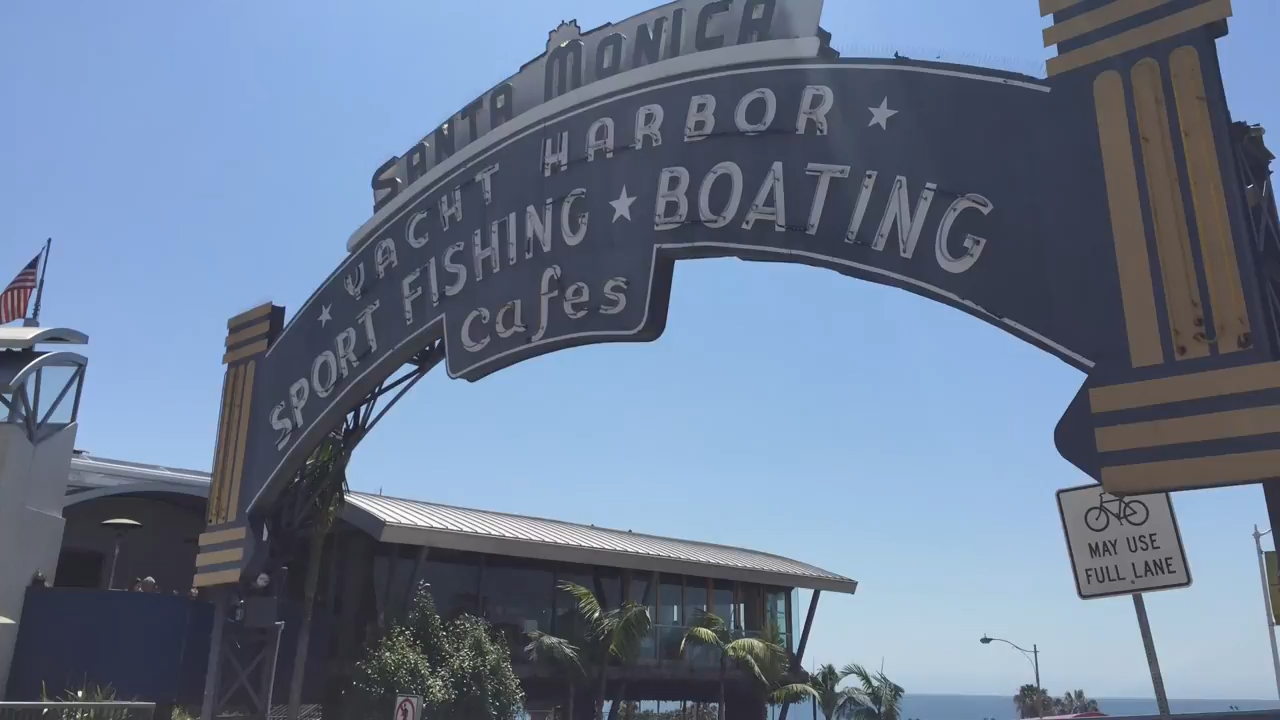 SANTA MONICA
★ YACHT HARBOR ★
SPORT FISHING ★ BOATING
cafes
MAY USE
FULL LANE